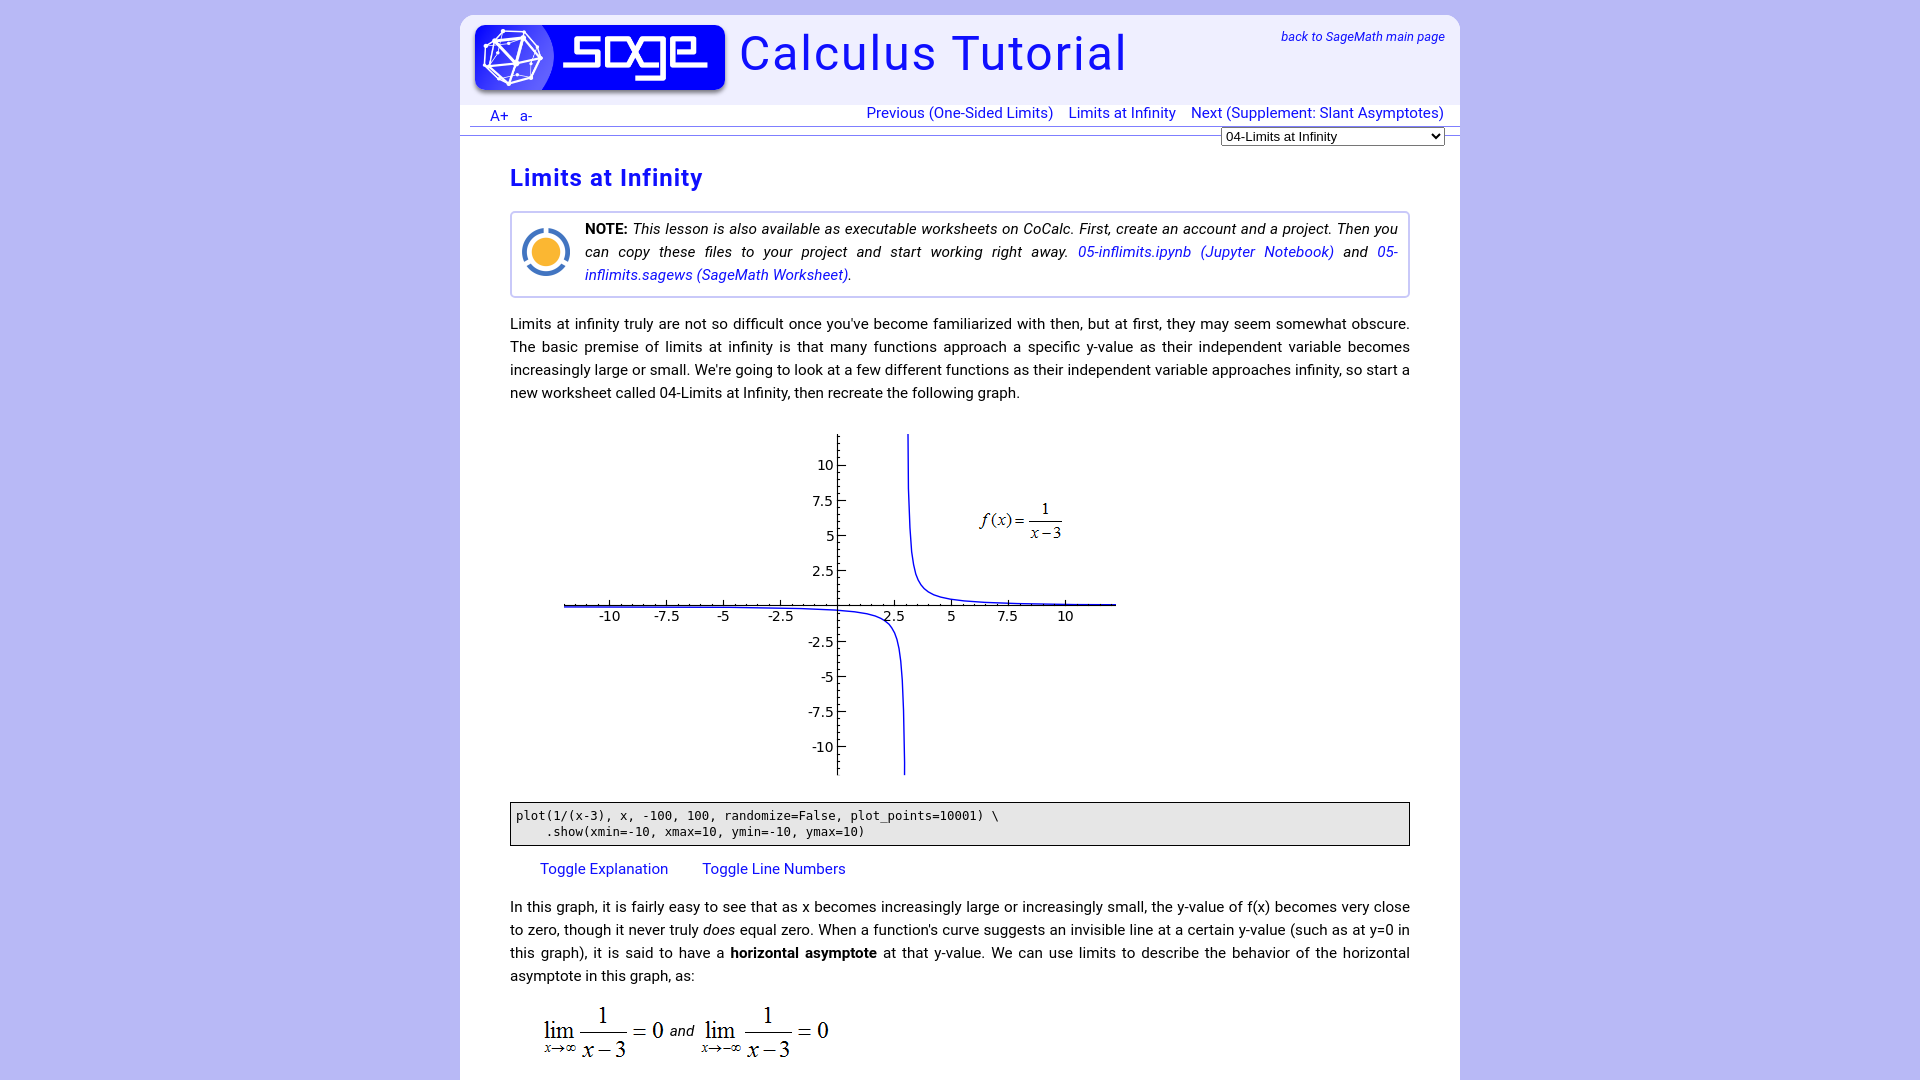 sage Calculus Tutorial
back to SageMath main page
A+ a- Previous (One-Sided Limits) Limits at Infinity Next (Supplement: Slant Asymptotes)
04-Limits at Infinity
Limits at Infinity
NOTE: This lesson is also available as executable worksheets on CoCalc. First, create an account and a project. Then you
can copy these files to your project and start working right away. 05-inflimits.ipynb (Jupyter Notebook) and 05-
inflimits.sagews (SageMath Worksheet).
Limits at infinity truly are not so difficult once you've become familiarized with then, but at first, they may seem somewhat obscure.
The basic premise of limits at infinity is that many functions approach a specific y-value as their independent variable becomes
increasingly large or small. We're going to look at a few different functions as their independent variable approaches infinity, so start a
new worksheet called 04-Limits at Infinity, then recreate the following graph.
10
7.5
5
2.5
f(x)= 1/(x−3)
-10 -7.5 -5 -2.5 2.5 5 7.5 10
-2.5
-5
-7.5
-10
plot(1/(x-3), x, -100, 100, randomize=False, plot_points=10001) \
.show(xmin=-10, xmax=10, ymin=-10, ymax=10)
Toggle Explanation Toggle Line Numbers
In this graph, it is fairly easy to see that as x becomes increasingly large or increasingly small, the y-value of f(x) becomes very close
to zero, though it never truly does equal zero. When a function's curve suggests an invisible line at a certain y-value (such as at y=0 in
this graph), it is said to have a horizontal asymptote at that y-value. We can use limits to describe the behavior of the horizontal
asymptote in this graph, as:
lim x→∞ 1/(x−3) = 0 and lim x→−∞ 1/(x−3) = 0